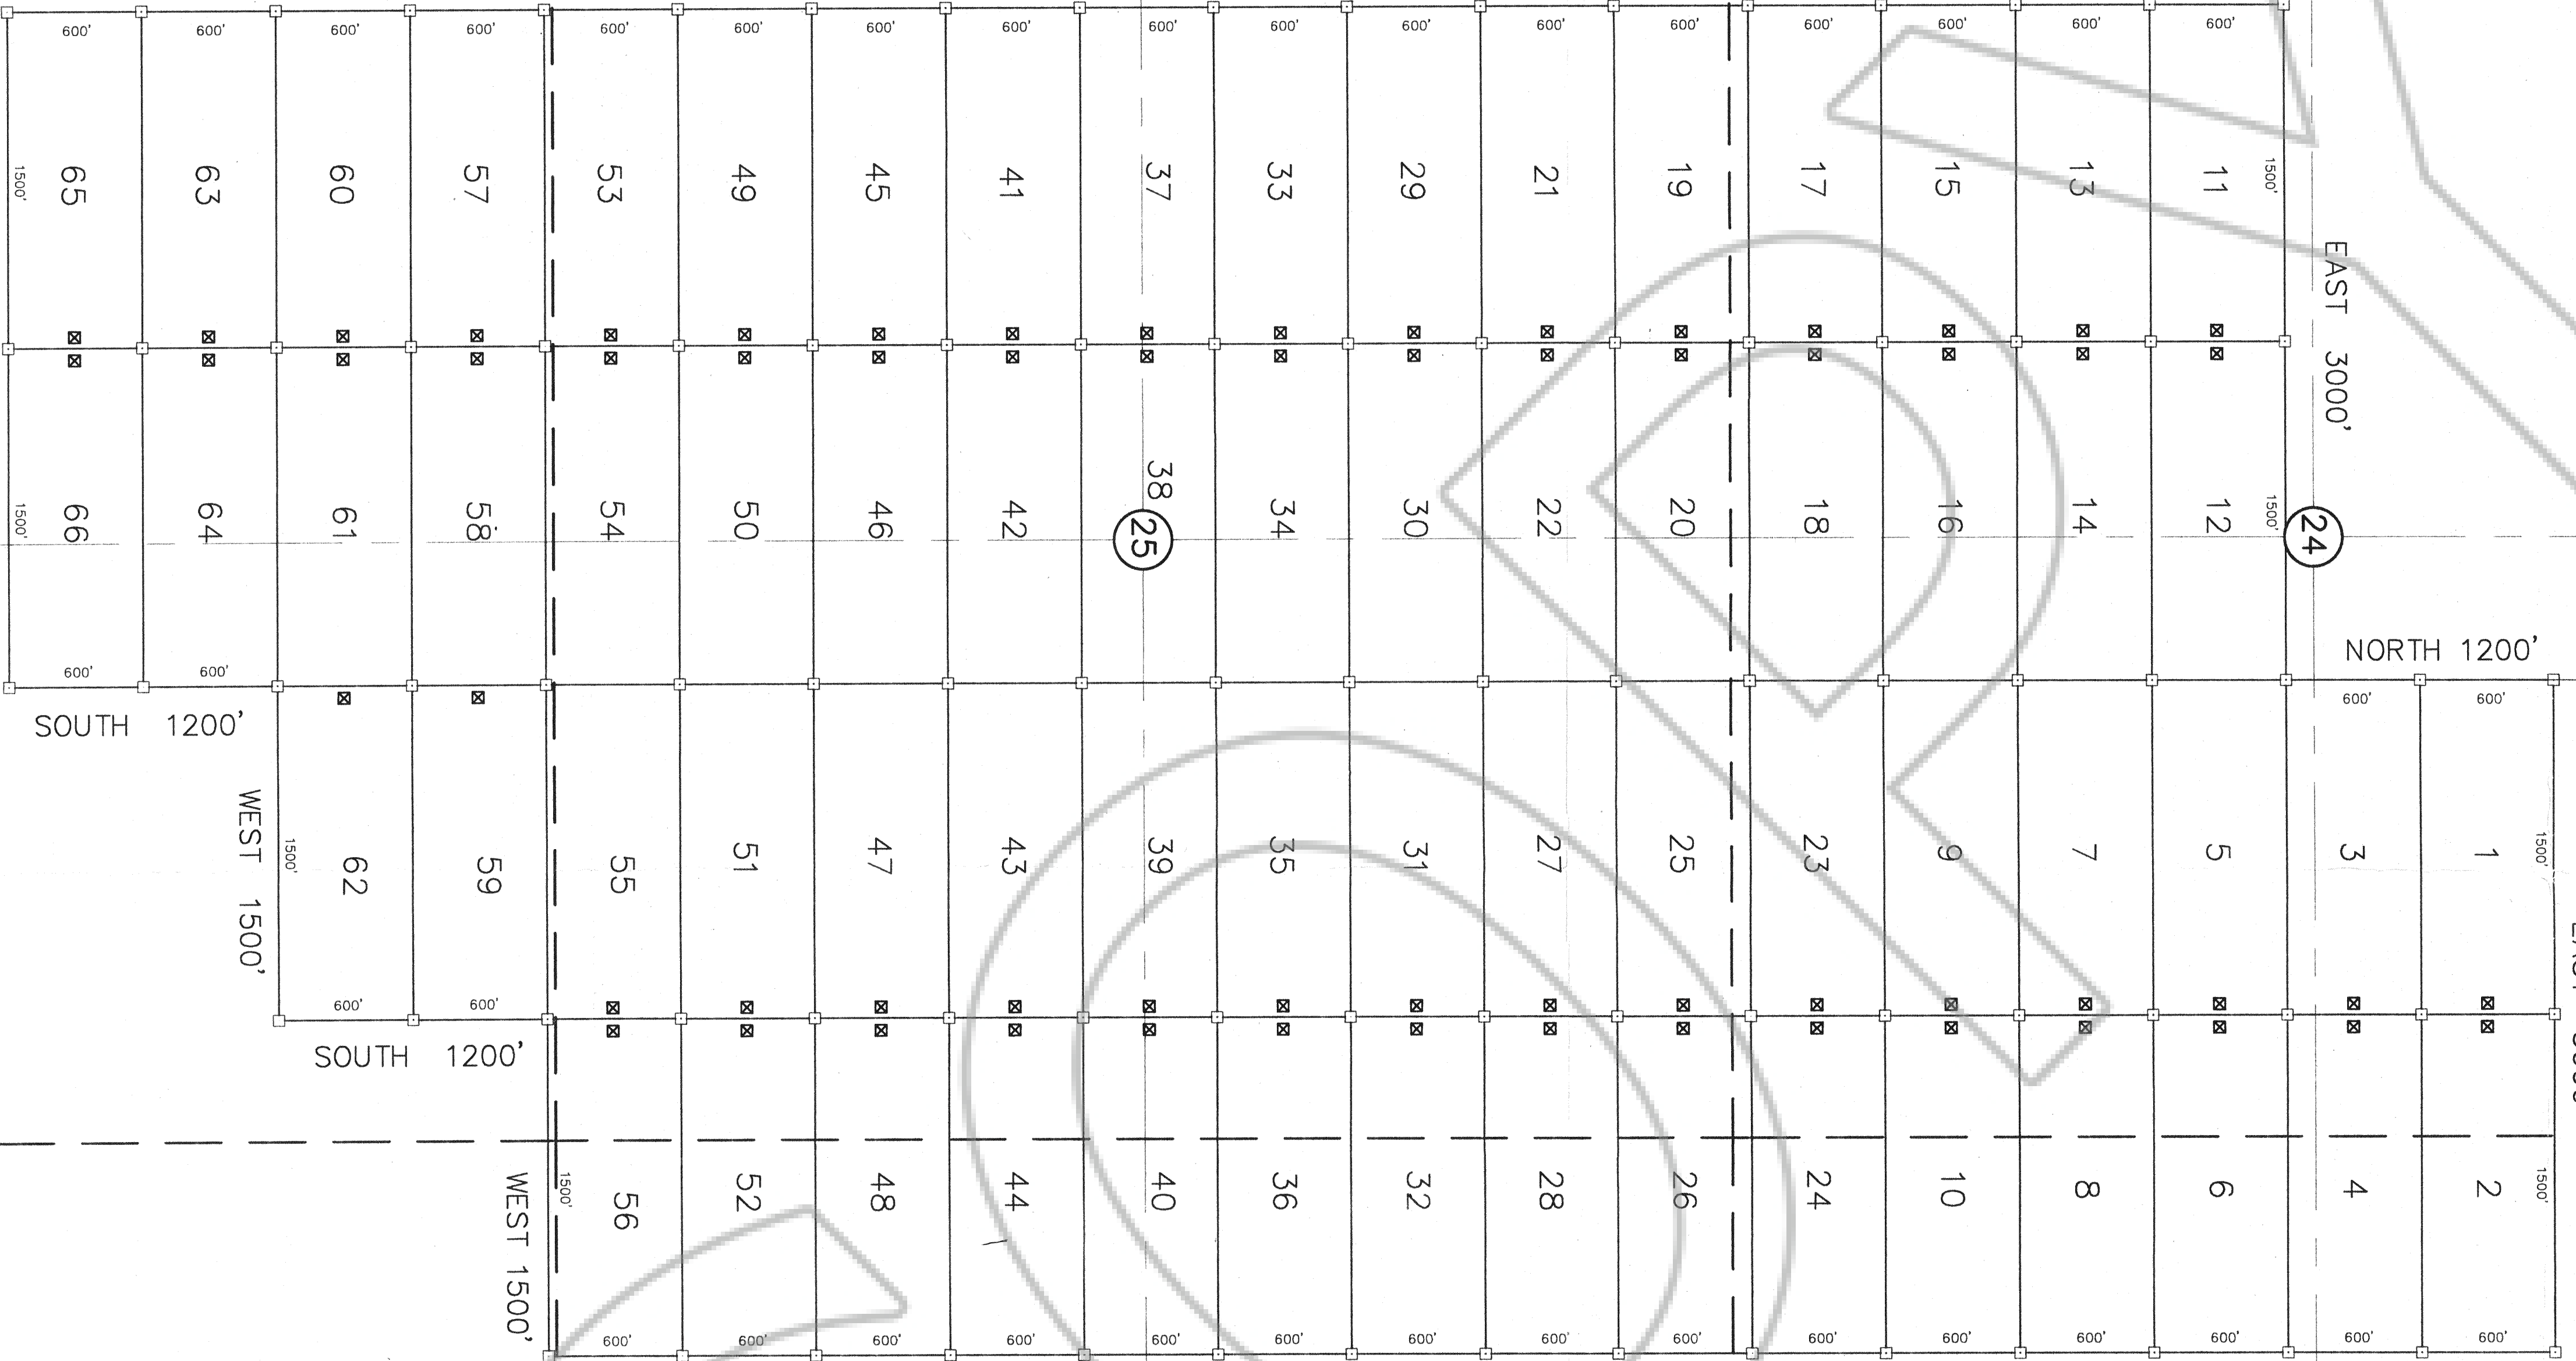 600' 600' 600' 600' 600' 600' 600' 600' 600' 600' 600' 600' 600' 600' 600' 600' 600'
1500' 65 63 60 57 53 49 45 41 37 33 29 21 19 17 15 13 11 1500'
EAST 3000'
1500' 66 64 61 58 54 50 46 42 38 34 30 22 20 18 16 14 12 1500'
25 24
NORTH 1200'
600' 600' 600' 600'
SOUTH 1200'
WEST 1500'
1500' 62 59 55 51 47 43 39 35 31 27 25 23 9 7 5 3 1 1500'
600' 600'
SOUTH 1200'
WEST 1500'
1500' 56 52 48 44 40 36 32 28 26 24 10 8 6 4 2 1500'
600' 600' 600' 600' 600' 600' 600' 600' 600' 600' 600' 600' 600' 600' 600'